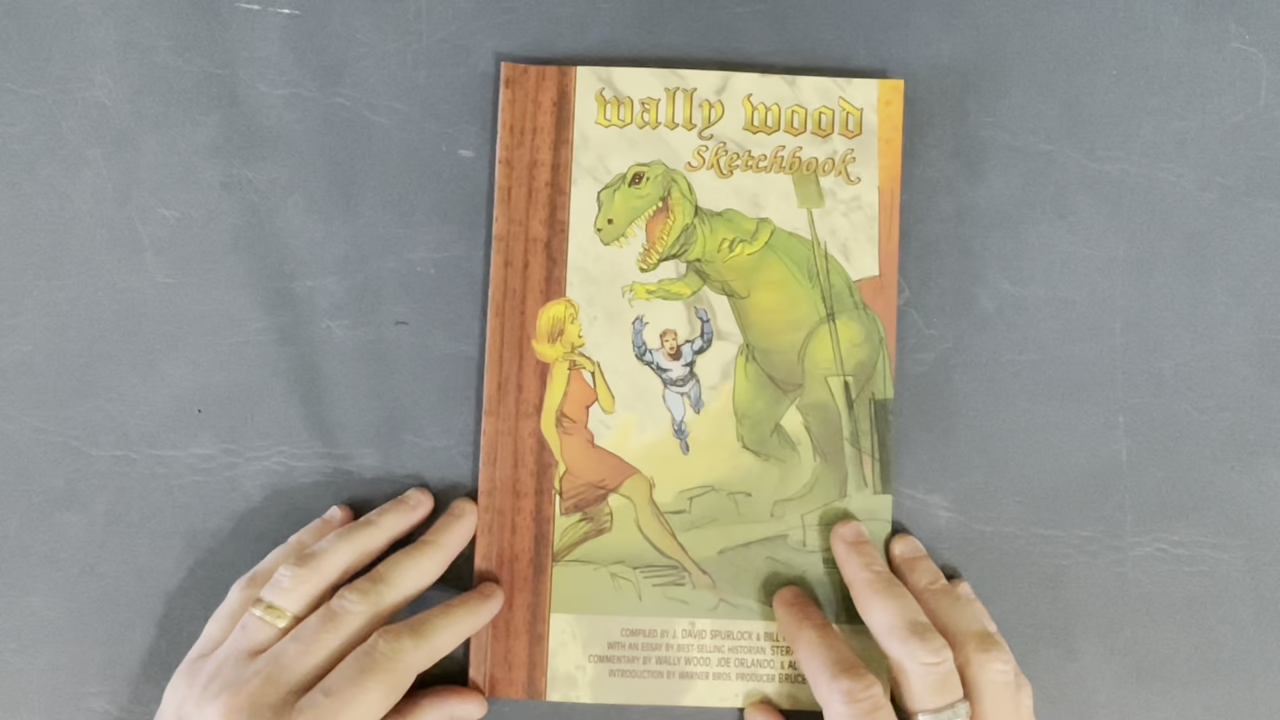 wally wood
Sketchbook
COMPILED BY J. DAVID SPURLOCK & BILL
WITH AN ESSAY BY BEST-SELLING HISTORIAN,
COMMENTARY BY WALLY WOOD, JOE ORLANDO, &
INTRODUCTION BY WARNER BROS. PRODUCER BRUCE